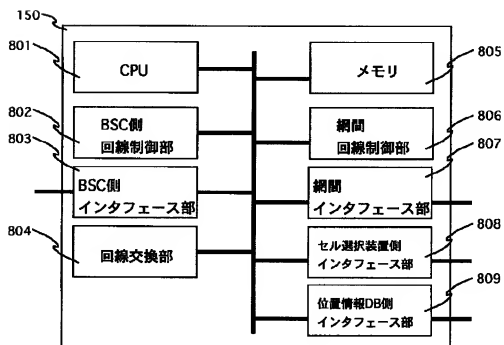 150
801
CPU
802
BSC側
回線制御部
803
BSC側
インタフェース部
804
回線交換部
メモリ
805
網間
回線制御部
806
網間
インタフェース部
807
セル選択装置側
インタフェース部
808
位置情報DB側
インタフェース部
809